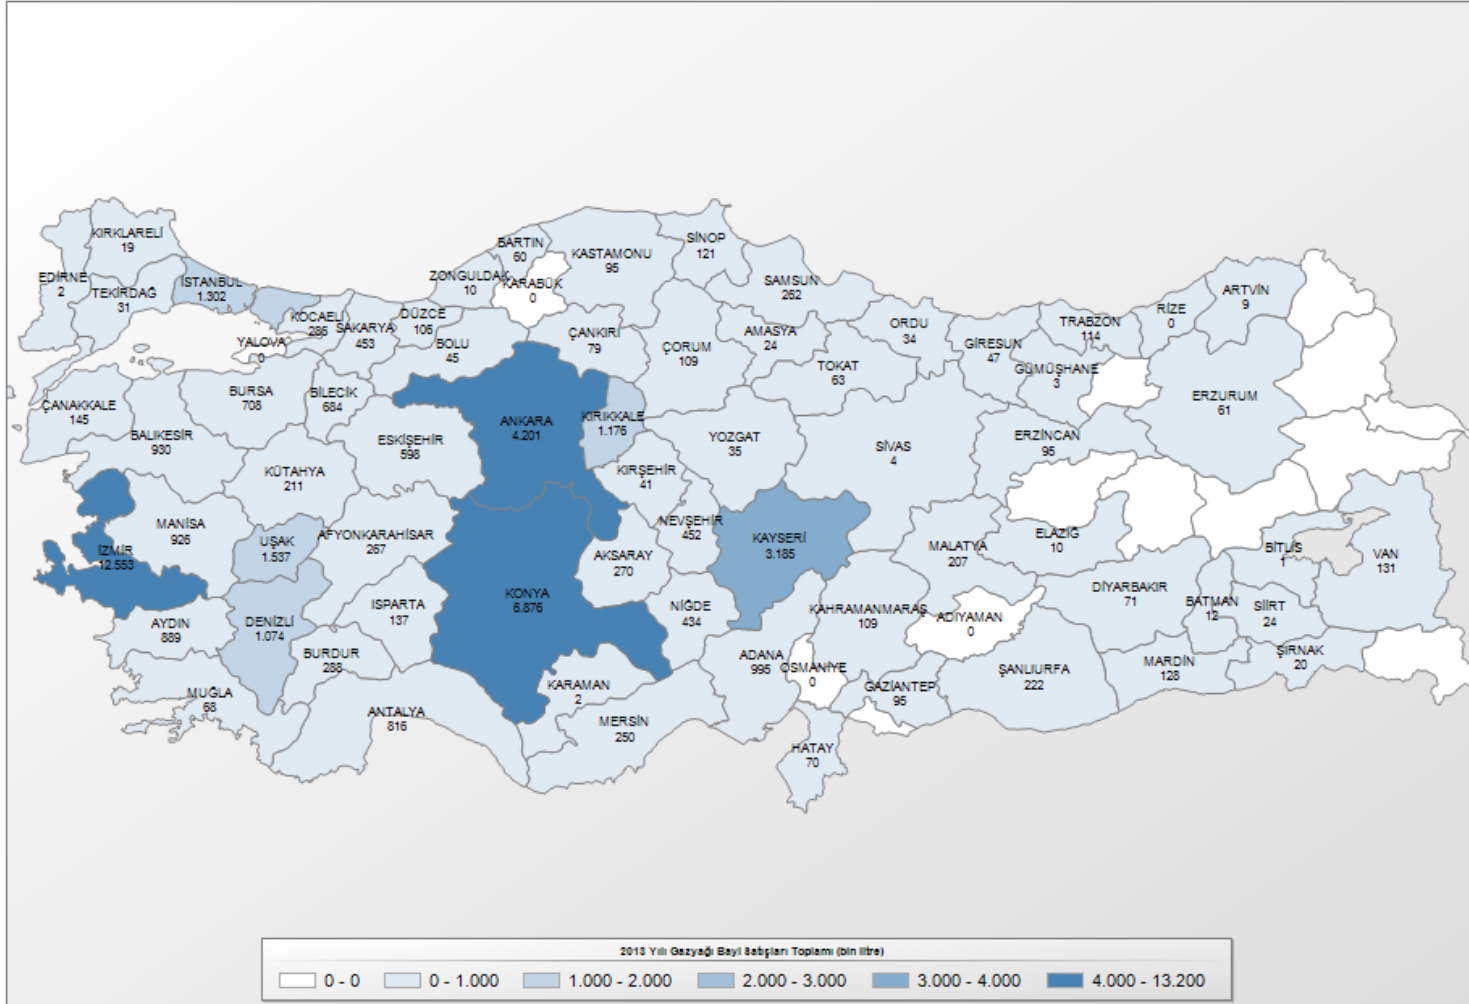 KIRKLARELİ
19
EDİRNE
2
TEKİRDAĞ
31
İSTANBUL
1.302
KOCAELİ
286
YALOVA
0
SAKARYA
453
DÜZCE
106
BOLU
45
ZONGULDAK
10
BARTIN
60
KARABÜK
0
KASTAMONU
95
SİNOP
121
SAMSUN
262
ÇANKIRI
79
ÇORUM
109
AMASYA
24
TOKAT
63
ORDU
34
GİRESUN
47
TRABZON
114
GÜMÜŞHANE
3
RİZE
0
ARTVİN
9
ERZURUM
61
ÇANAKKALE
145
BALIKESİR
930
BURSA
708
BİLECİK
684
ESKİŞEHİR
598
ANKARA
4.201
KIRIKKALE
1.176
KIRŞEHİR
41
YOZGAT
35
SİVAS
4
ERZİNCAN
95
KÜTAHYA
211
MANİSA
926
İZMİR
12.553
UŞAK
1.537
AFYONKARAHİSAR
267
KONYA
6.876
AKSARAY
270
NEVŞEHİR
452
KAYSERİ
3.185
MALATYA
207
ELAZIĞ
10
BİTLİS
1
VAN
131
AYDIN
889
DENİZLİ
1.074
ISPARTA
137
BURDUR
288
NİĞDE
434
ADANA
995
KAHRAMANMARAŞ
109
ADIYAMAN
0
DİYARBAKIR
71
BATMAN
12
SİİRT
24
ŞIRNAK
20
MARDİN
128
ŞANLIURFA
222
GAZİANTEP
95
OSMANİYE
0
HATAY
70
MUĞLA
68
ANTALYA
816
KARAMAN
2
MERSİN
250
2013 Yılı Gazyağı Bayi Satışları Toplamı (bin litre)
0 - 0
0 - 1.000
1.000 - 2.000
2.000 - 3.000
3.000 - 4.000
4.000 - 13.200